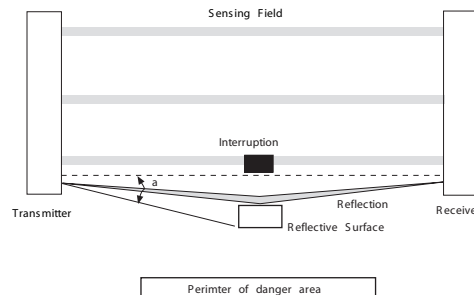 Sensing Field
Interruption
a
Reflection
Transmitter
Receive
Reflective Surface
Perimter of danger area